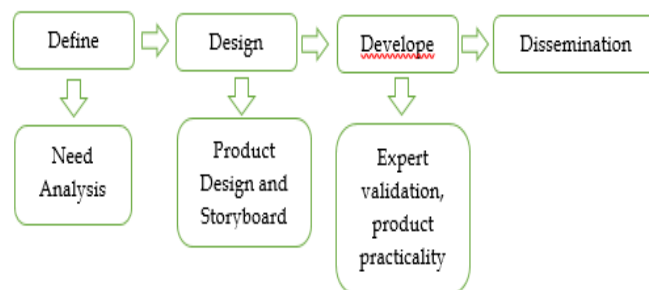 Define
Design
Develope
Dissemination
Need
Analysis
Product
Design and
Storyboard
Expert
validation,
product
practicality